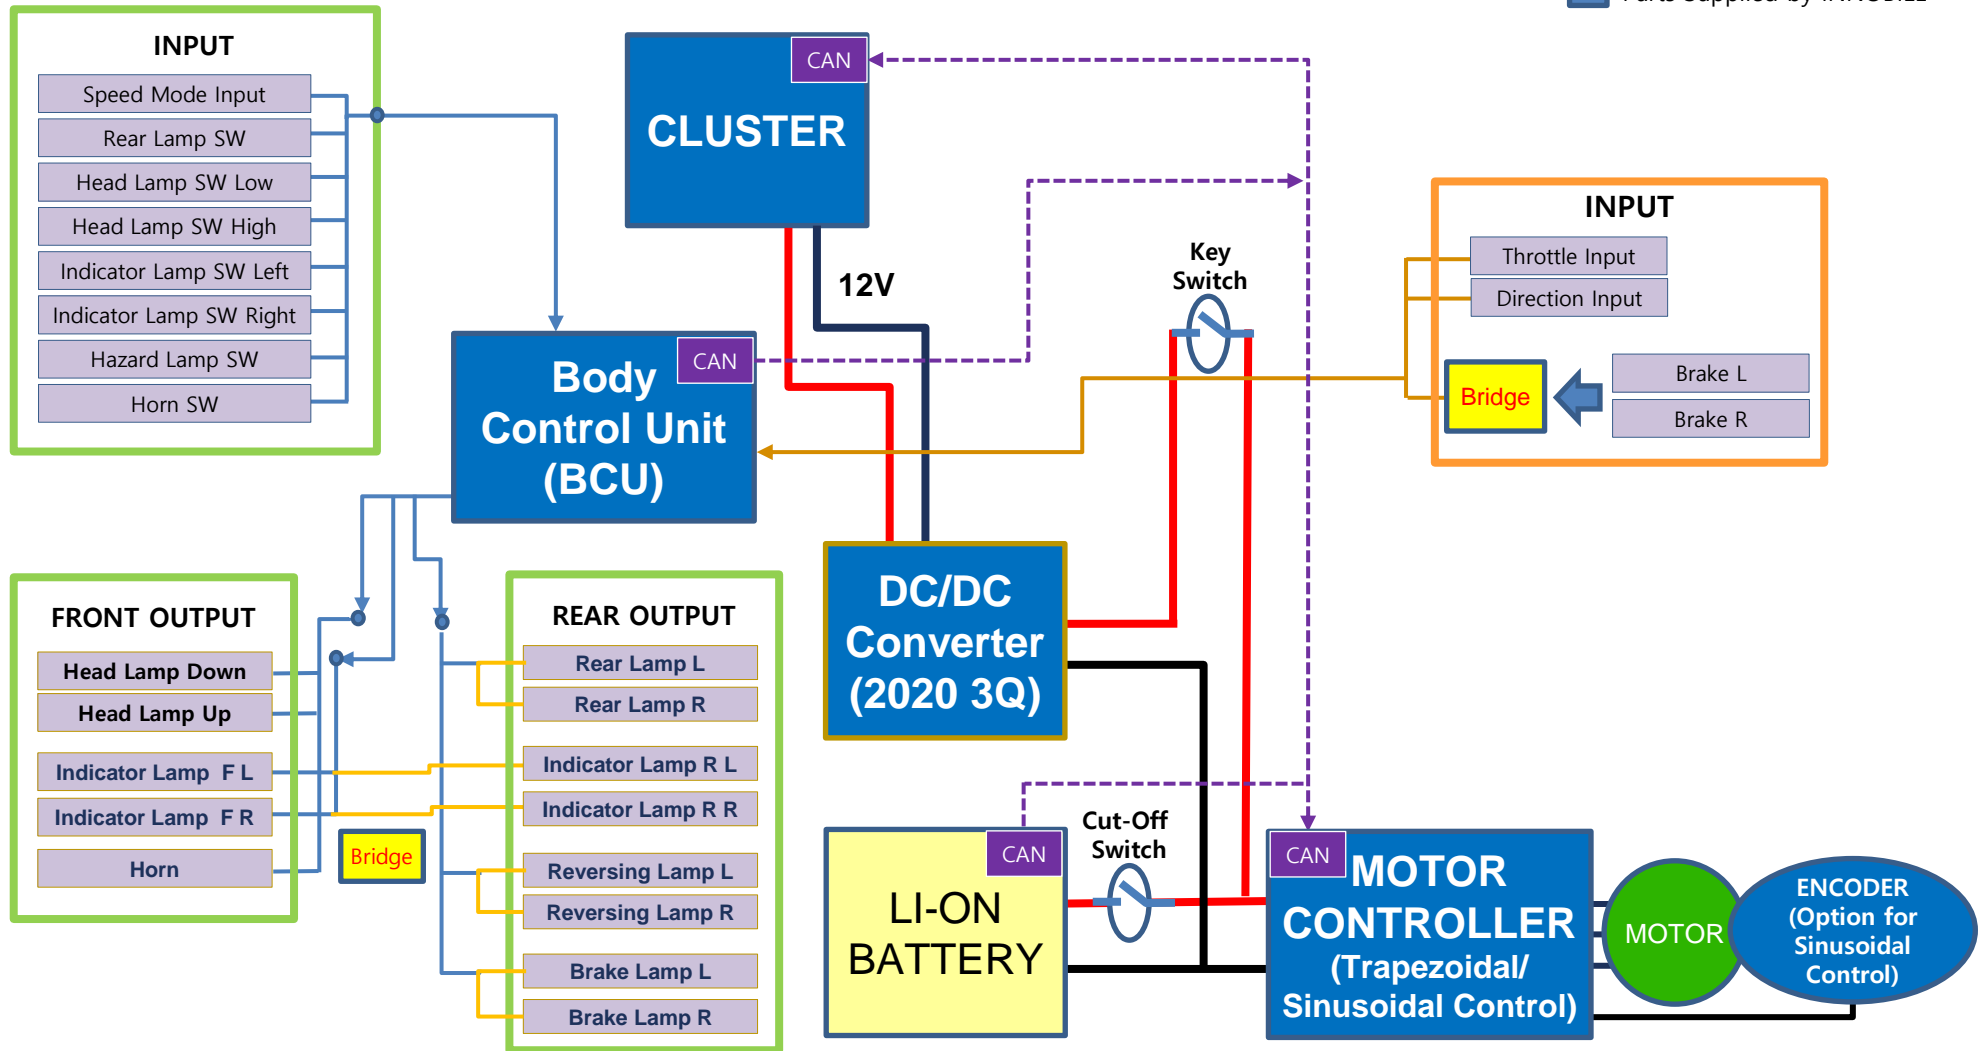 Parts Supplied by
INPUT
Speed Mode Input
Rear Lamp SW
Head Lamp SW Low
Head Lamp SW High
Indicator Lamp SW Left
Indicator Lamp SW Right
Hazard Lamp SW
Horn SW
CAN
CLUSTER
12V
Key
Switch
INPUT
Throttle Input
Direction Input
Bridge
Brake L
Brake R
CAN
Body
Control Unit
(BCU)
FRONT OUTPUT
Head Lamp Down
Head Lamp Up
Indicator Lamp F L
Indicator Lamp F R
Horn
Bridge
REAR OUTPUT
Rear Lamp L
Rear Lamp R
Indicator Lamp R L
Indicator Lamp R R
Reversing Lamp L
Reversing Lamp R
Brake Lamp L
Brake Lamp R
DC/DC
Converter
(2020 3Q)
CAN
LI-ON
BATTERY
Cut-Off
Switch
CAN
MOTOR
CONTROLLER
(Trapezoidal/
Sinusoidal Control)
MOTOR
ENCODER
(Option for
Sinusoidal
Control)